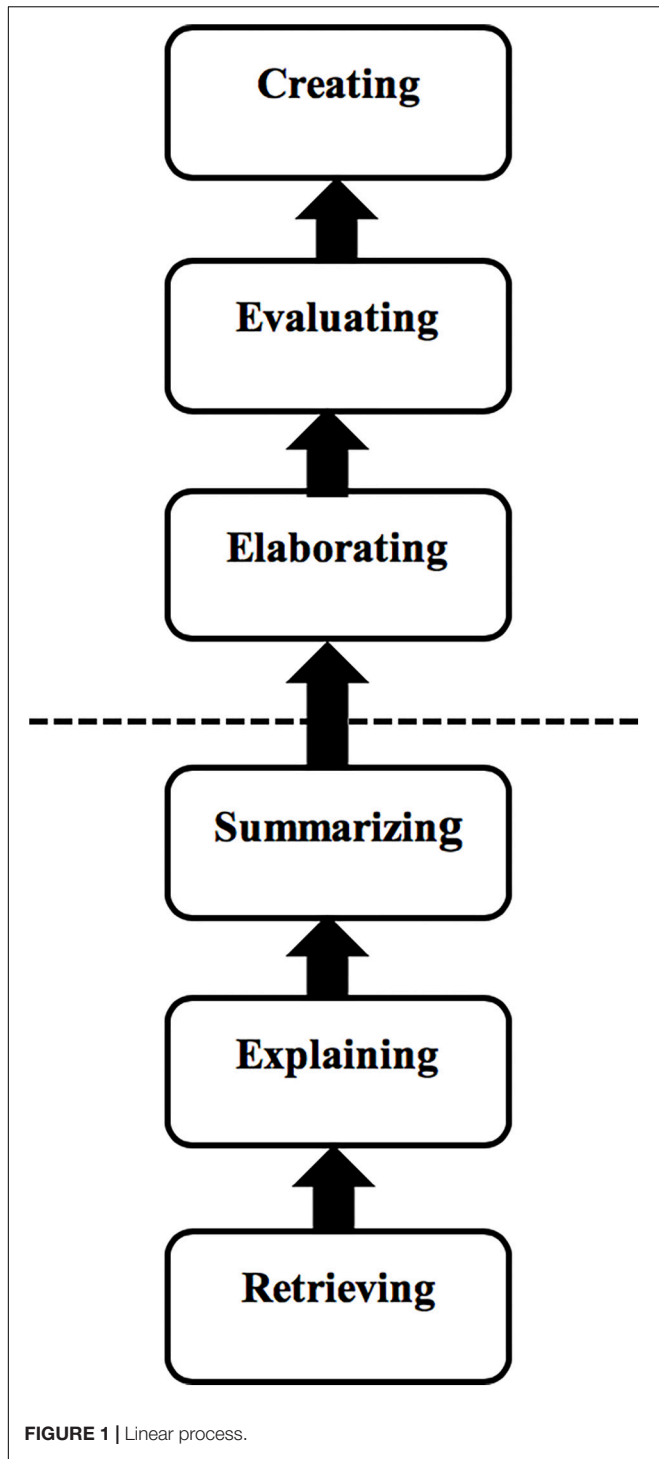 Creating
Evaluating
Elaborating
Summarizing
Explaining
Retrieving
FIGURE 1 | Linear process.